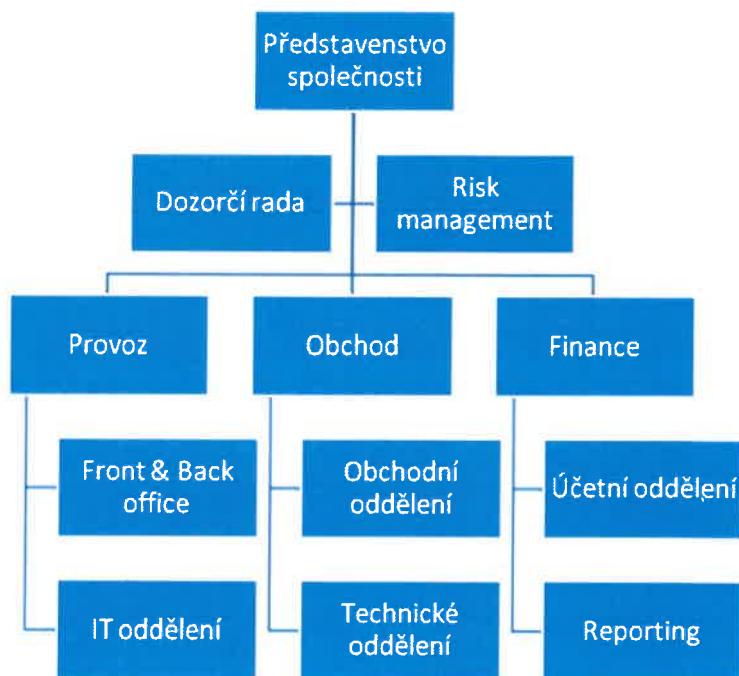 Představenstvo
společnosti
Dozorčí rada
Risk
management
Provoz
Obchod
Finance
Front & Back
office
Obchodní
oddělení
Účetní oddělení
IT oddělení
Technické
oddělení
Reporting